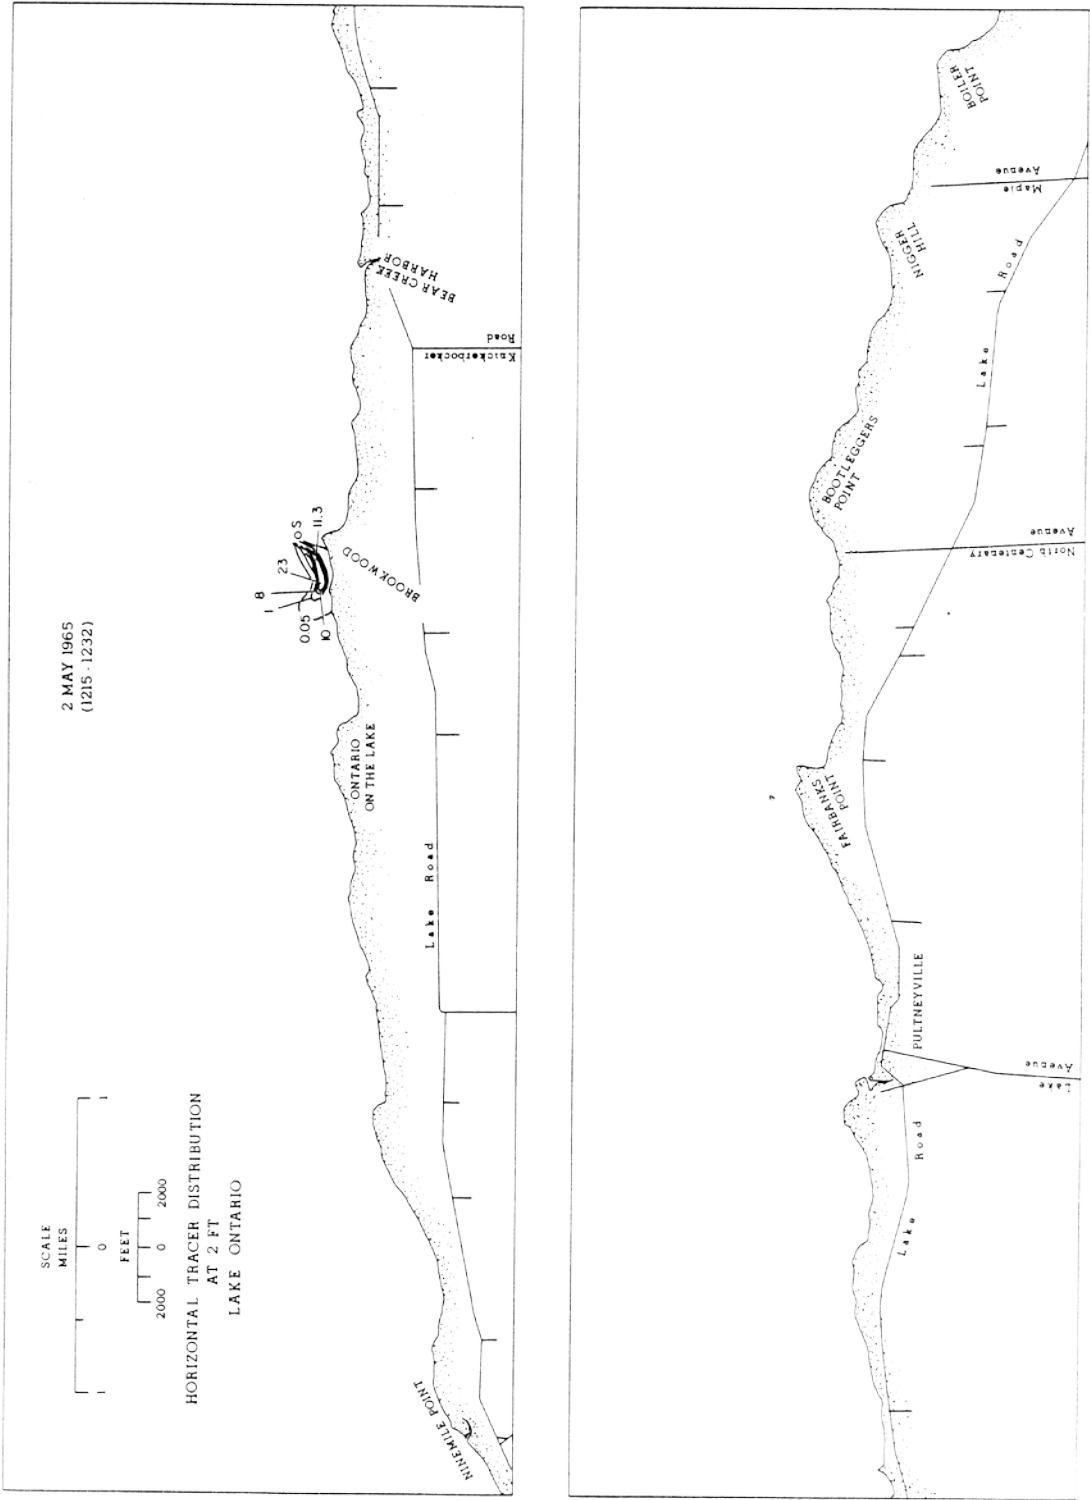 SCALE
MILES
1 0 1
FEET
2000 0 2000
HORIZONTAL TRACER DISTRIBUTION
AT 2 FT
LAKE ONTARIO
2 MAY 1965
(1215 - 1232)
NINEMILE POINT
Lake Road
ONTARIO
ON THE LAKE
0.05
1
8
10
23
11.3
S
BROOKWOOD
Knickerbocker
Road
BEAR CREEK
HARBOR
Lake Road
Lake
Avenue
PULTNEYVILLE
FAIRBANKS
POINT
North Centenary
Avenue
BOOTLEGGERS
POINT
Lake Road
NIGGER
HILL
Maple
Avenue
BOILER
POINT